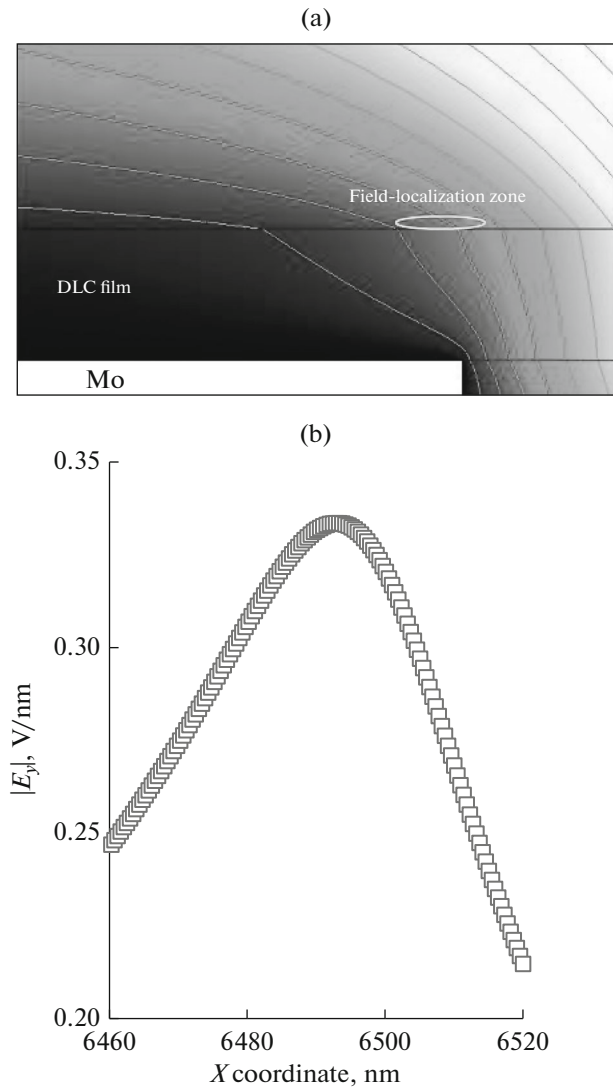 (a)
Field-localization zone
DLC film
Mo
(b)
0.35
0.30
0.25
0.20
|E_y|, V/nm
6460 6480 6500 6520
X coordinate, nm